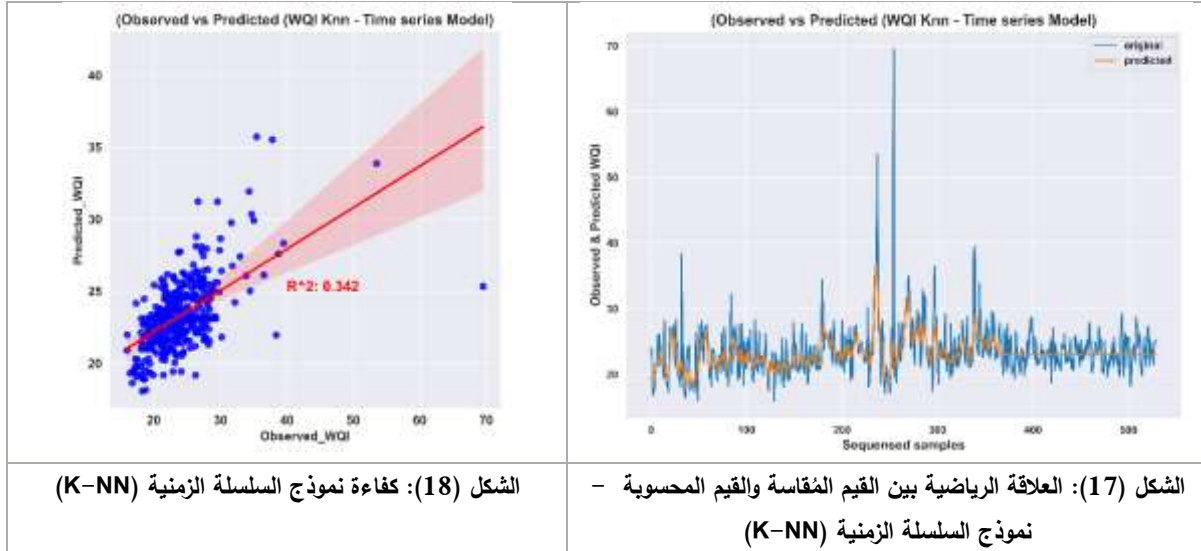 (Observed vs Predicted (WQI Knn - Time series Model)
40
35
30
25
20
Predicted_WQI
R^2: 0.342
20 30 40 50 60 70
Observed_WQI
(Observed vs Predicted (WQI Knn - Time series Model)
original
predicted
70
60
50
40
30
20
Observed & Predicted WQI
0 100 200 300 400 500
Sequensed samples
الشكل (17): العلاقة الرياضية بين القيم المُقاسة والقيم المحسوبة -
نموذج السلسلة الزمنية (K-NN)
الشكل (18): كفاءة نموذج السلسلة الزمنية (K-NN)